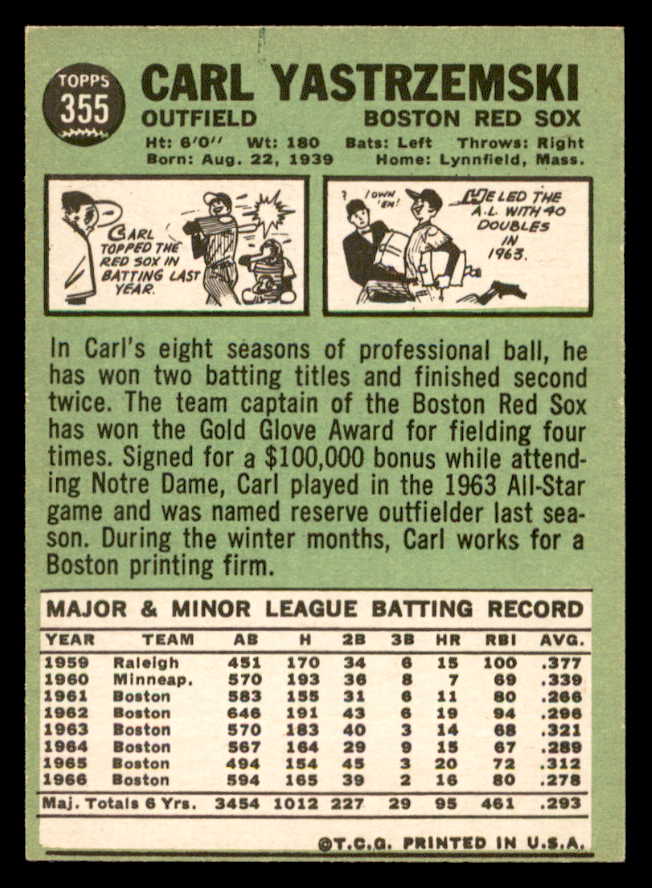 TOPPS
355
CARL YASTRZEMSKI
OUTFIELD BOSTON RED SOX
Ht: 6'0" Wt: 180 Bats: Left Throws: Right
Born: Aug. 22, 1939 Home: Lynnfield, Mass.
CARL
TOPPED THE
RED SOX IN
BATTING LAST
YEAR.
? I OWN
'EM!
HE LED THE
A.L. WITH 40
DOUBLES
IN
1963.
In Carl's eight seasons of professional ball, he
has won two batting titles and finished second
twice. The team captain of the Boston Red Sox
has won the Gold Glove Award for fielding four
times. Signed for a $100,000 bonus while attend-
ing Notre Dame, Carl played in the 1963 All-Star
game and was named reserve outfielder last sea-
son. During the winter months, Carl works for a
Boston printing firm.
MAJOR & MINOR LEAGUE BATTING RECORD
YEAR TEAM AB H 2B 3B HR RBI AVG.
1959 Raleigh 451 170 34 6 15 100 .377
1960 Minneap. 570 193 36 8 7 69 .339
1961 Boston 583 155 31 6 11 80 .266
1962 Boston 646 191 43 6 19 94 .296
1963 Boston 570 183 40 3 14 68 .321
1964 Boston 567 164 29 9 15 67 .289
1965 Boston 494 154 45 3 20 72 .312
1966 Boston 594 165 39 2 16 80 .278
Maj. Totals 6 Yrs. 3454 1012 227 29 95 461 .293
©T.C.G. PRINTED IN U.S.A.